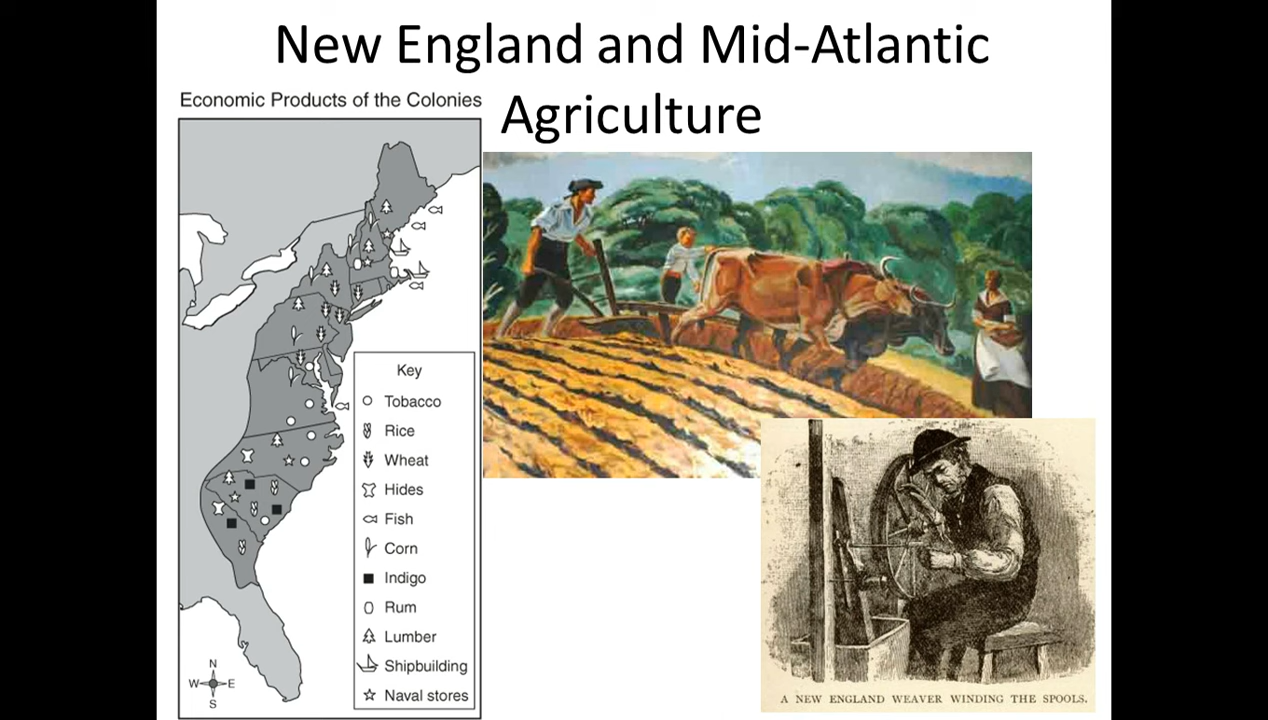 New England and Mid-Atlantic
Agriculture
Economic Products of the Colonies
Key
Tobacco
Rice
Wheat
Hides
Fish
Corn
Indigo
Rum
Lumber
Shipbuilding
Naval stores
N
W E
S
A NEW ENGLAND WEAVER WINDING THE SPOOLS.